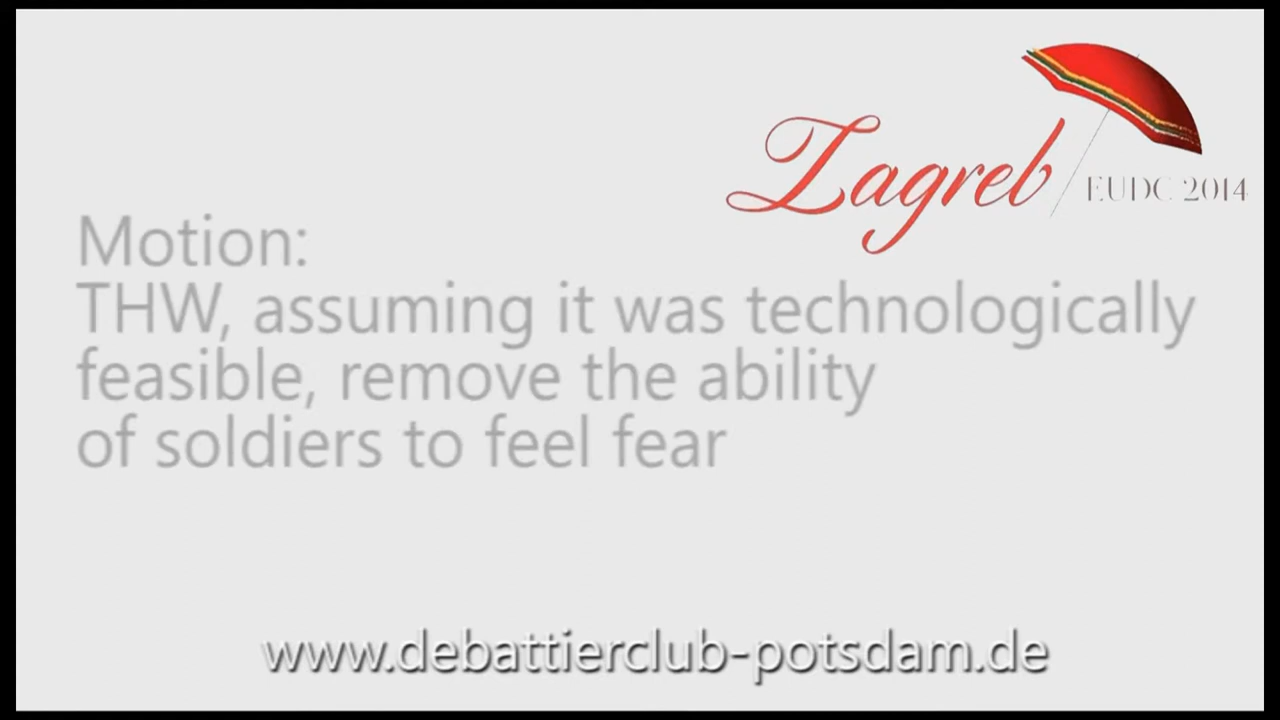 Zagreb
EUDC 2014
Motion:
THW, assuming it was technologically
feasible, remove the ability
of soldiers to feel fear
www.debattierclub-potsdam.de